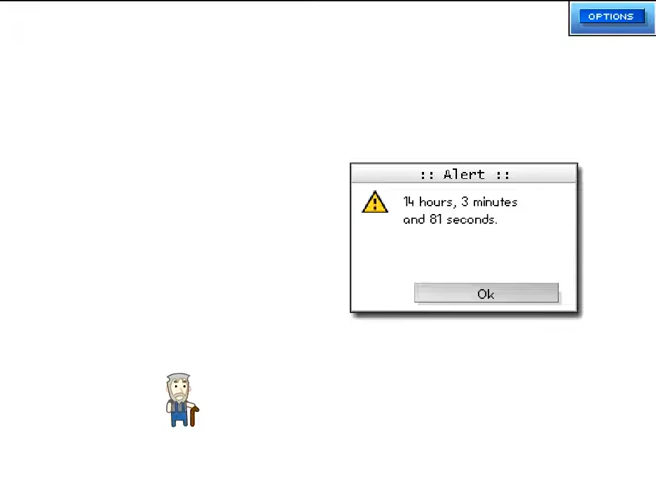 OPTIONS
:: Alert ::
14 hours, 3 minutes
and 81 seconds.
Ok